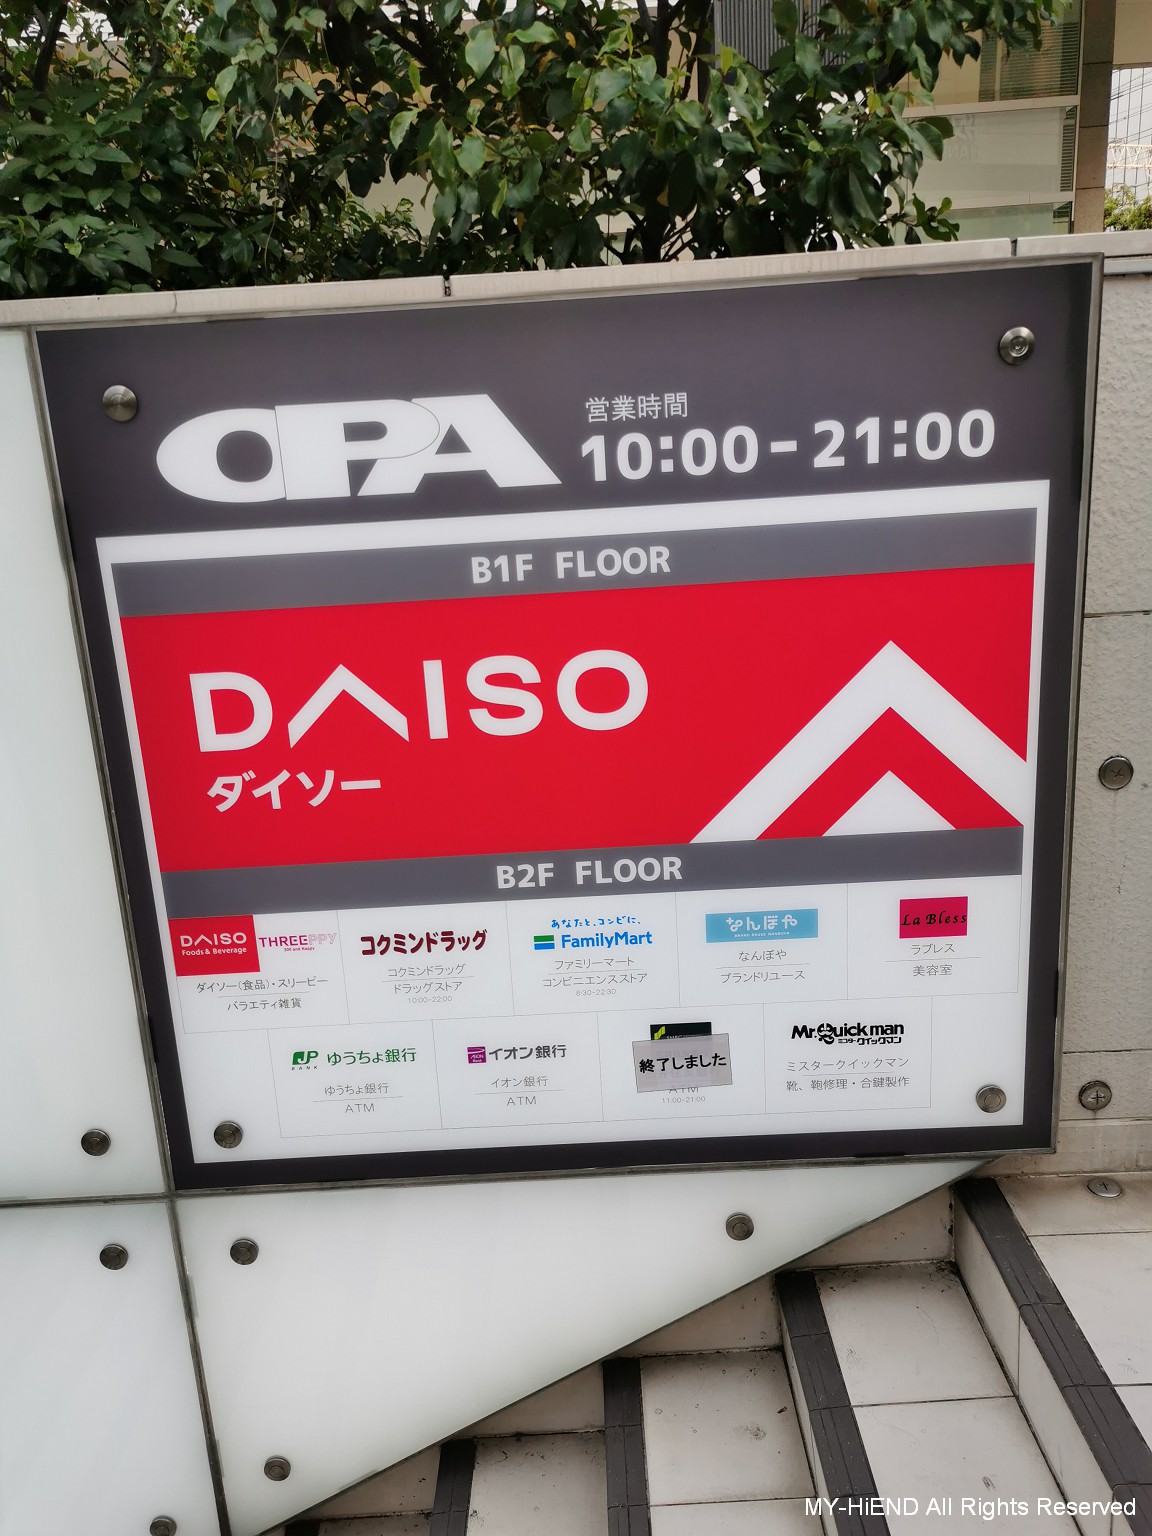 OPA
営業時間
10:00-21:00
B1F FLOOR
DAISO
ダイソー
B2F FLOOR
DAISO
Foods & Beverage
THREEPPY
ダイソー(食品)・スリーピー
バラエティ雑貨
コクミンドラッグ
コクミンドラッグ
ドラッグストア
10:00-22:00
あなたと、コンビに、
FamilyMart
ファミリーマート
コンビニエンスストア
8:30-22:30
なんぼや
なんぼや
ブランドリユース
La Bless
ラブレス
美容室
JP
BANK
ゆうちょ銀行
ゆうちょ銀行
ATM
AEON
Bank
イオン銀行
イオン銀行
ATM
終了しました
ATM
11:00-21:00
Mr.Quick man
ミスタークイックマン
ミスタークイックマン
靴、鞄修理・合鍵製作
MY-HiEND All Rights Reserved